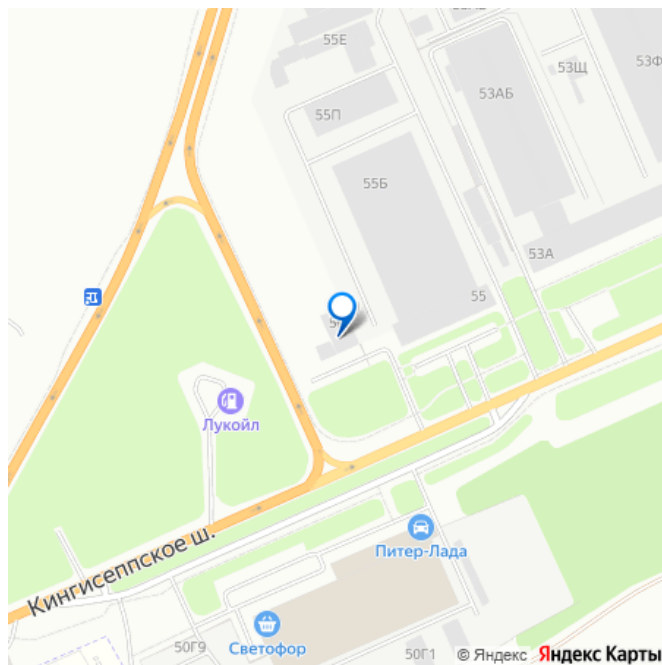 55Е
53Щ
53Ф
53АБ
55П
55Б
53А
55
Лукойл
Кингисеппское ш.
Питер-Лада
Светофор
50Г9
50Г1
© Яндекс Яндекс Карты